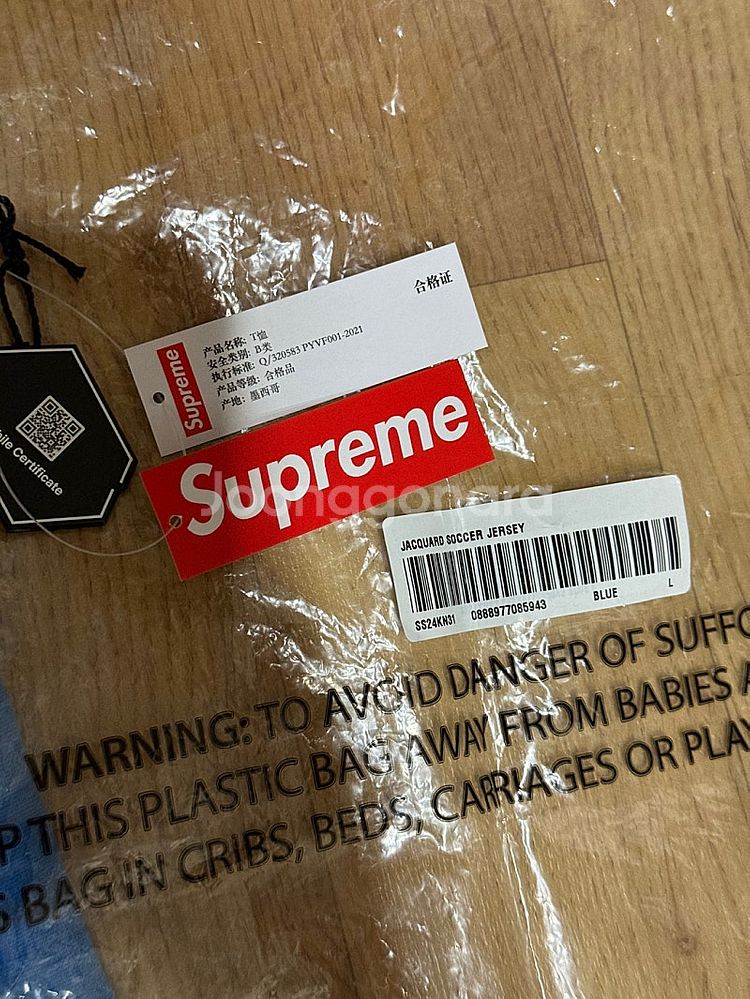 合格证
Supreme
产品名称: T恤
安全类别: B类
执行标准: Q/320583 PYVF001-2021
产品等级: 合格品
产地: 墨西哥
Supreme
Joonggonara
Certificate
JACQUARD SOCCER JERSEY
SS24KN31 0888977085943 BLUE L
WARNING: TO AVOID DANGER OF SUFFO
P THIS PLASTIC BAG AWAY FROM BABIES A
S BAG IN CRIBS, BEDS, CARRIAGES OR PLAY